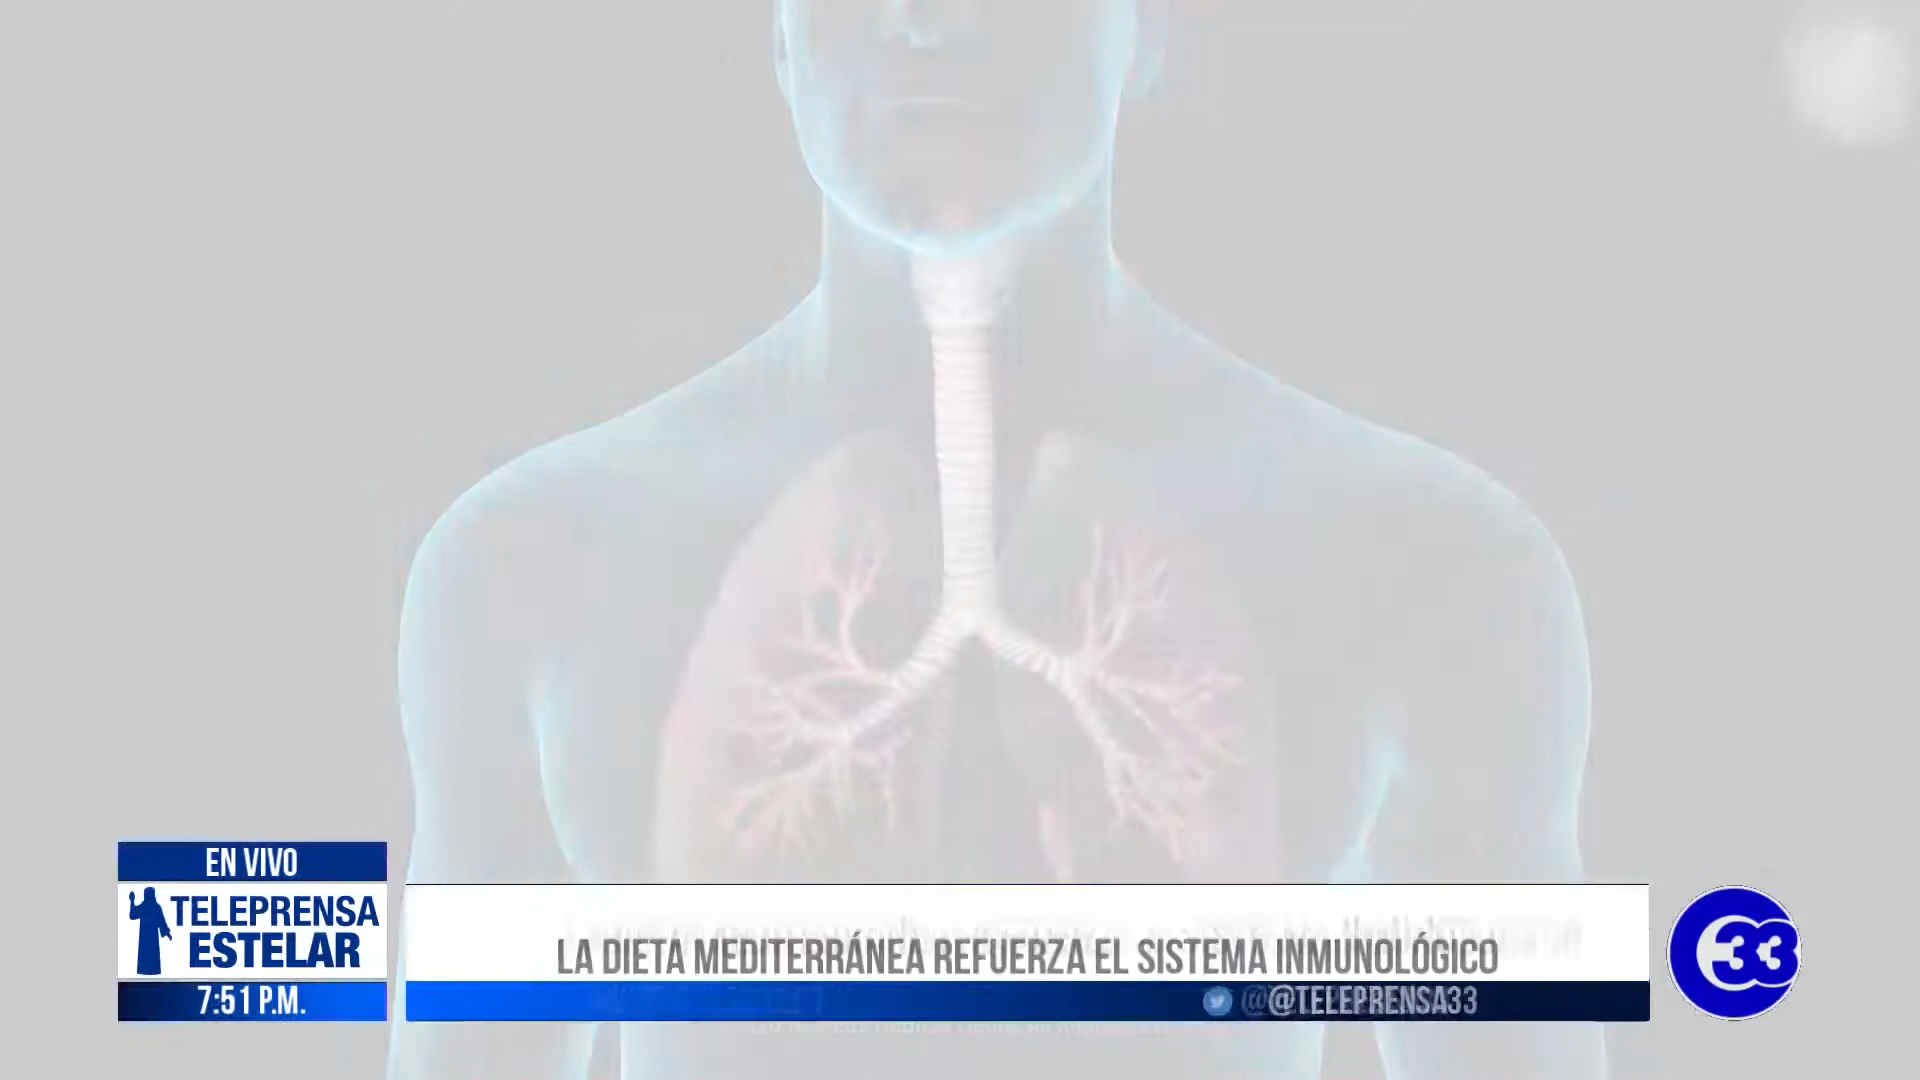 EN VIVO
TELEPRENSA
ESTELAR
7:51 P.M.
LA DIETA MEDITERRÁNEA REFUERZA EL SISTEMA INMUNOLÓGICO
@TELEPRENSA33
33